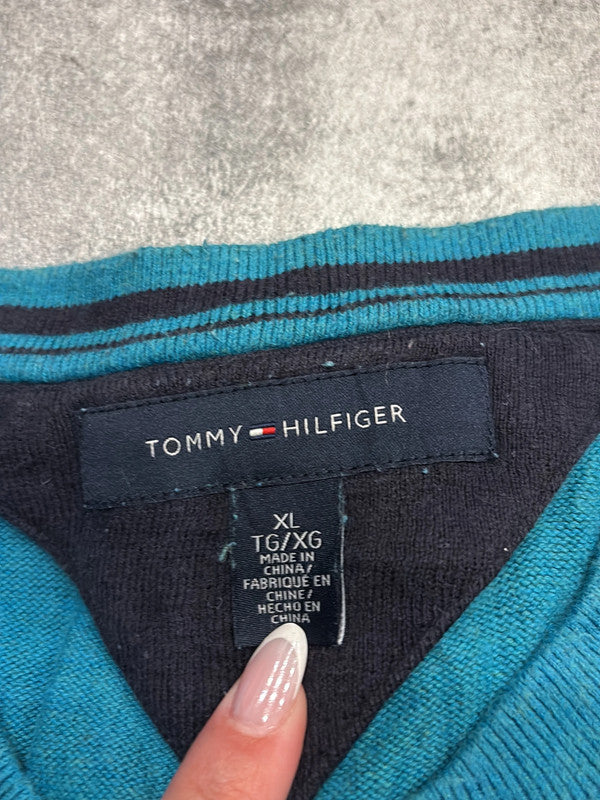 TOMMY HILFIGER
XL
TG/XG
MADE IN
CHINA/
FABRIQUÉ EN
CHINE/
HECHO EN
CHINA